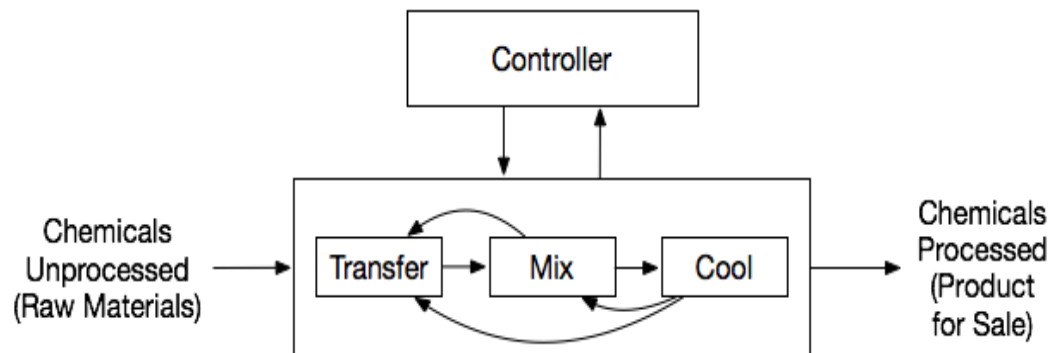 Controller
Chemicals
Unprocessed
(Raw Materials)
Transfer
Mix
Cool
Chemicals
Processed
(Product
for Sale)